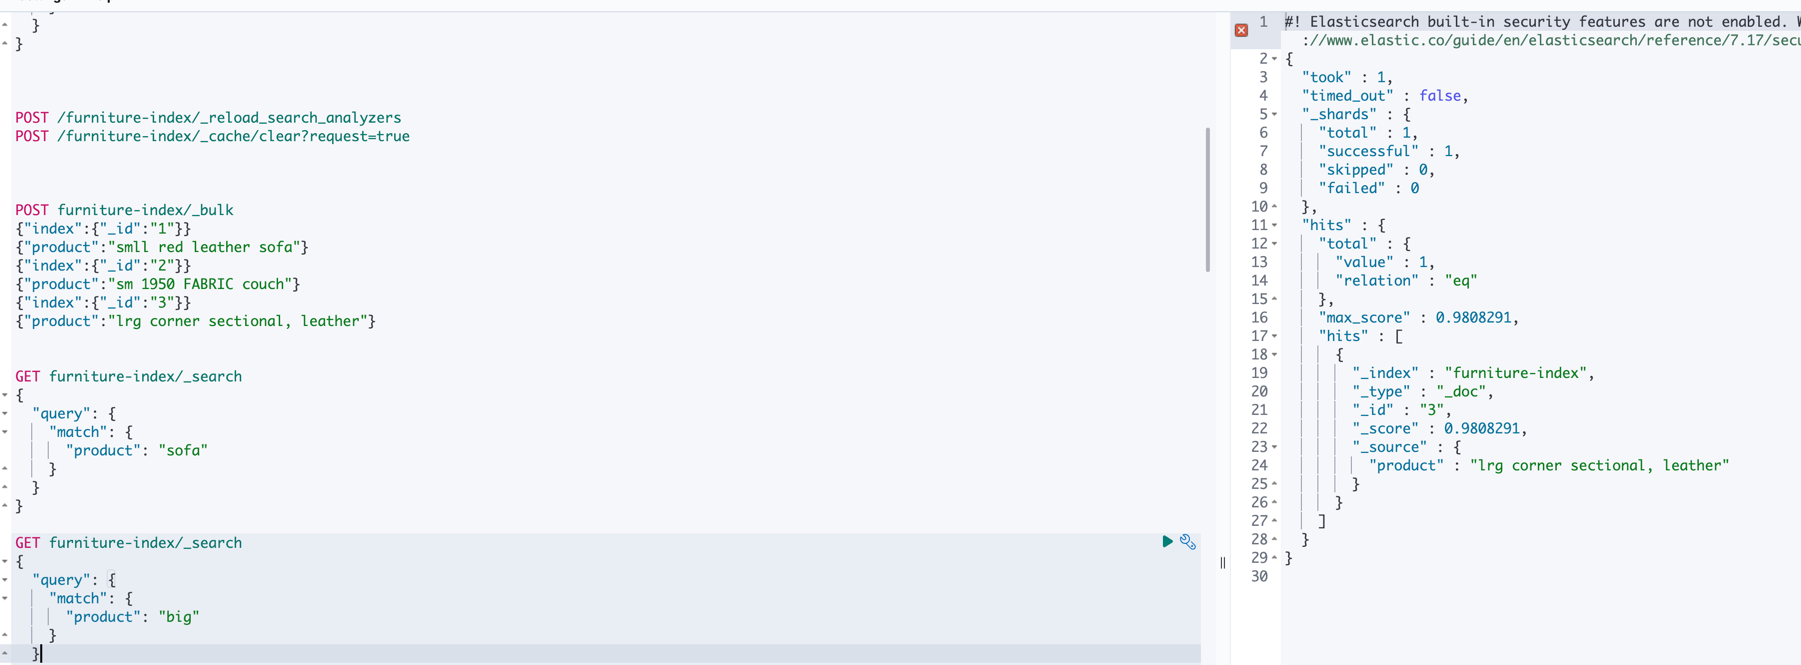 }
}
POST /furniture-index/_reload_search_analyzers
POST /furniture-index/_cache/clear?request=true
POST furniture-index/_bulk
{"index":{"_id":"1"}}
{"product":"smll red leather sofa"}
{"index":{"_id":"2"}}
{"product":"sm 1950 FABRIC couch"}
{"index":{"_id":"3"}}
{"product":"lrg corner sectional, leather"}
GET furniture-index/_search
{
"query": {
"match": {
"product": "sofa"
}
}
}
GET furniture-index/_search
{
"query": {
"match": {
"product": "big"
}
}
1 #! Elasticsearch built-in security features are not enabled.
://www.elastic.co/guide/en/elasticsearch/reference/7.17/secu
2 {
3 "took" : 1,
4 "timed_out" : false,
5 "_shards" : {
6 "total" : 1,
7 "successful" : 1,
8 "skipped" : 0,
9 "failed" : 0
10 },
11 "hits" : {
12 "total" : {
13 "value" : 1,
14 "relation" : "eq"
15 },
16 "max_score" : 0.9808291,
17 "hits" : [
18 {
19 "_index" : "furniture-index",
20 "_type" : "_doc",
21 "_id" : "3",
22 "_score" : 0.9808291,
23 "_source" : {
24 "product" : "lrg corner sectional, leather"
25 }
26 }
27 ]
28 }
29 }
30